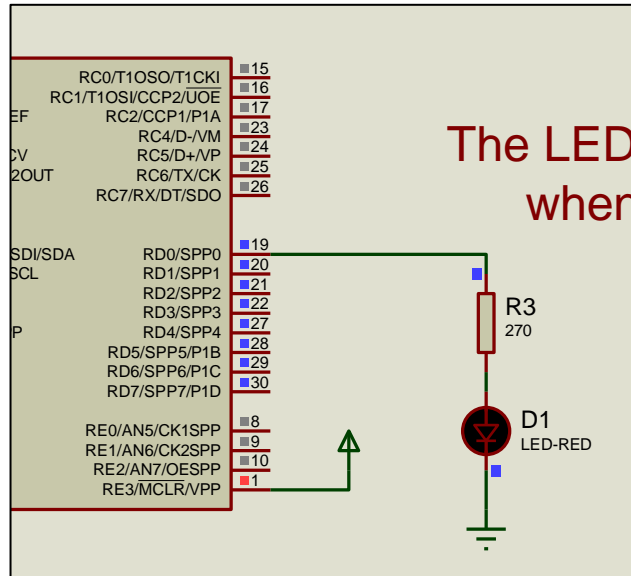 RC0/T1OSO/T1CKI 15
RC1/T1OSI/CCP2/UOE 16
EF RC2/CCP1/P1A 17
RC4/D-/VM 23
CV RC5/D+/VP 24
2OUT RC6/TX/CK 25
RC7/RX/DT/SDO 26
The LED
when
SDI/SDA RD0/SPP0 19
SCL RD1/SPP1 20
RD2/SPP2 21
RD3/SPP3 22
PP RD4/SPP4 27
RD5/SPP5/P1B 28
RD6/SPP6/P1C 29
RD7/SPP7/P1D 30
R3
270
RE0/AN5/CK1SPP 8
RE1/AN6/CK2SPP 9
RE2/AN7/OESPP 10
RE3/MCLR/VPP 1
D1
LED-RED